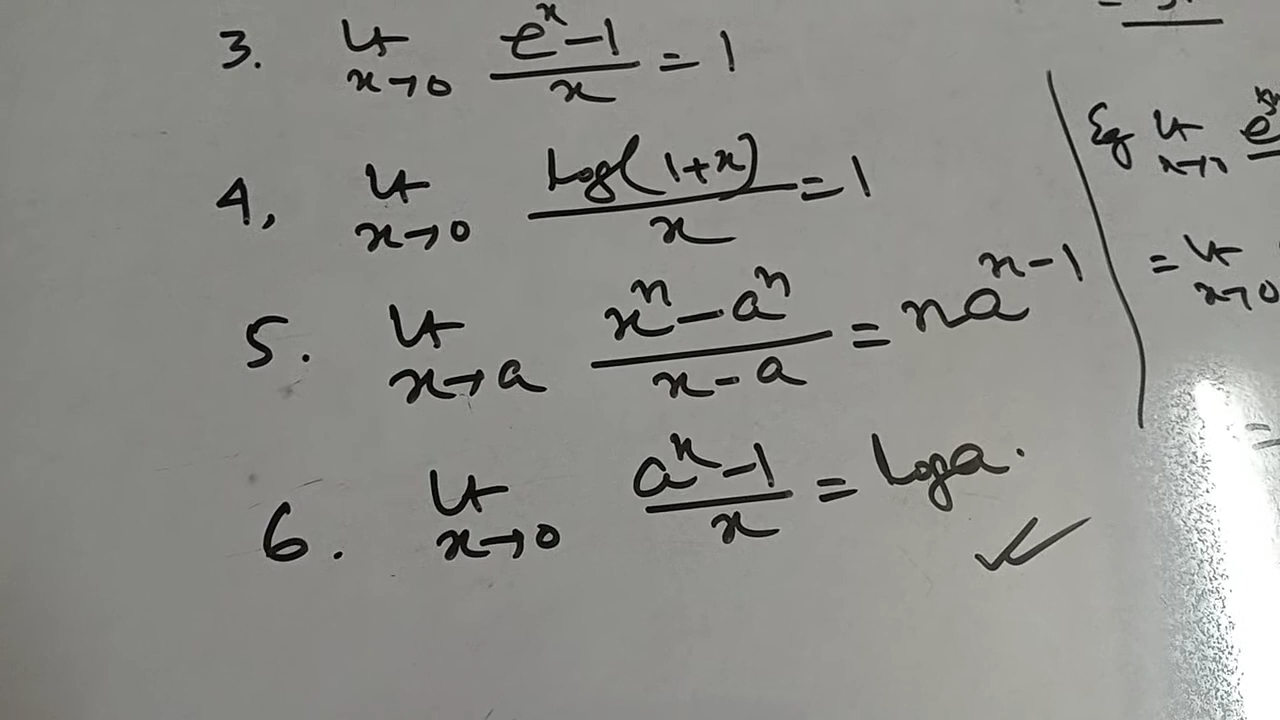 3. Lt x→0 (e^x − 1)/x = 1
4, Lt x→0 log(1+x)/x = 1
5. Lt x→a (x^n − a^n)/(x − a) = na^(n−1)
6. Lt x→0 (a^x − 1)/x = log a.
Eg Lt x→0
= Lt x→0
=